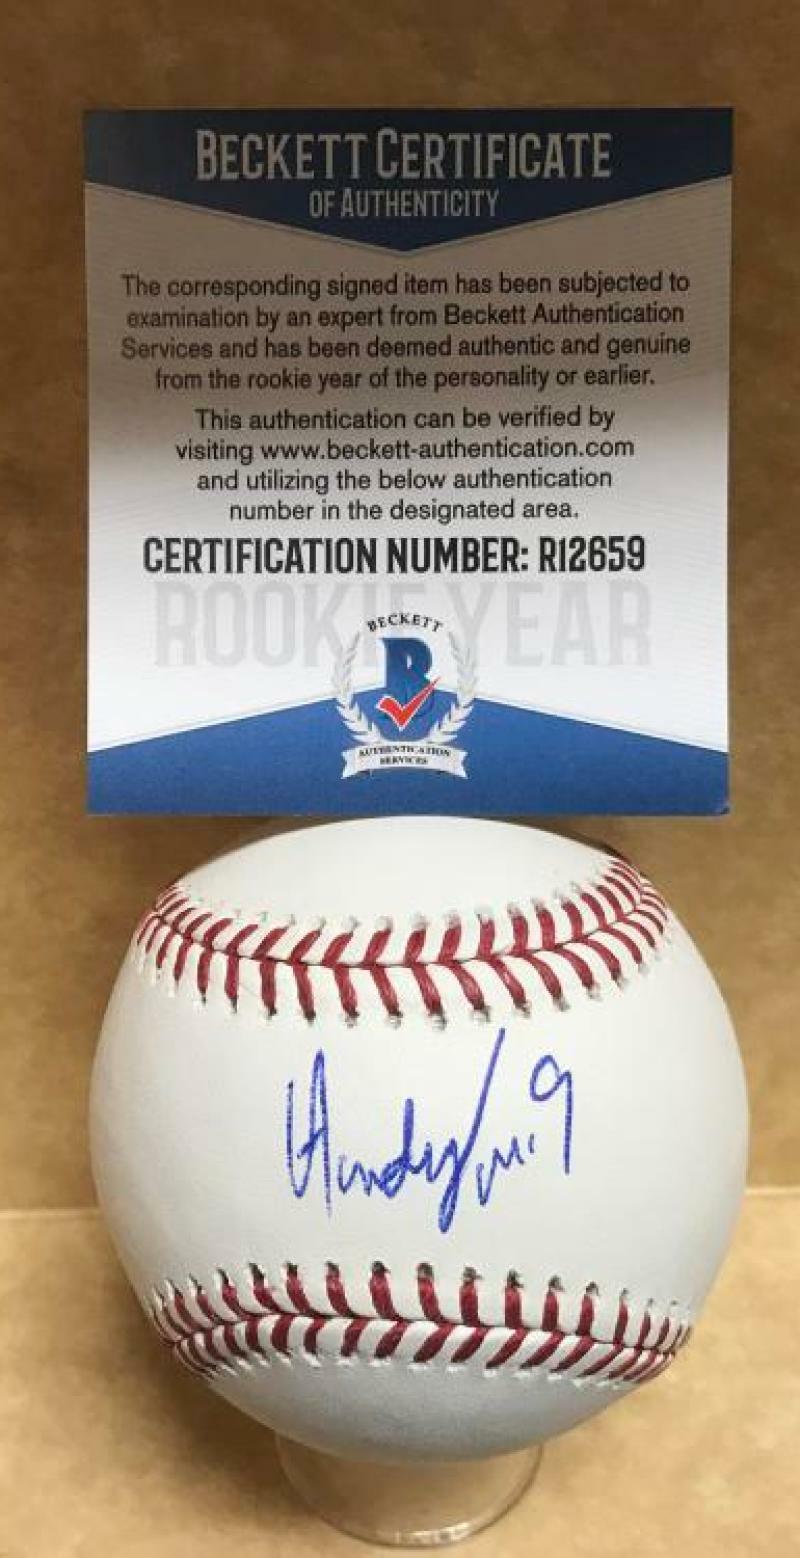 BECKETT CERTIFICATE
OF AUTHENTICITY
The corresponding signed item has been subjected to
examination by an expert from Beckett Authentication
Services and has been deemed authentic and genuine
from the rookie year of the personality or earlier.
This authentication can be verified by
visiting www.beckett-authentication.com
and utilizing the below authentication
number in the designated area.
CERTIFICATION NUMBER: R12659
ROOKIE YEAR
BECKETT
B
AUTHENTICATION
SERVICES
9